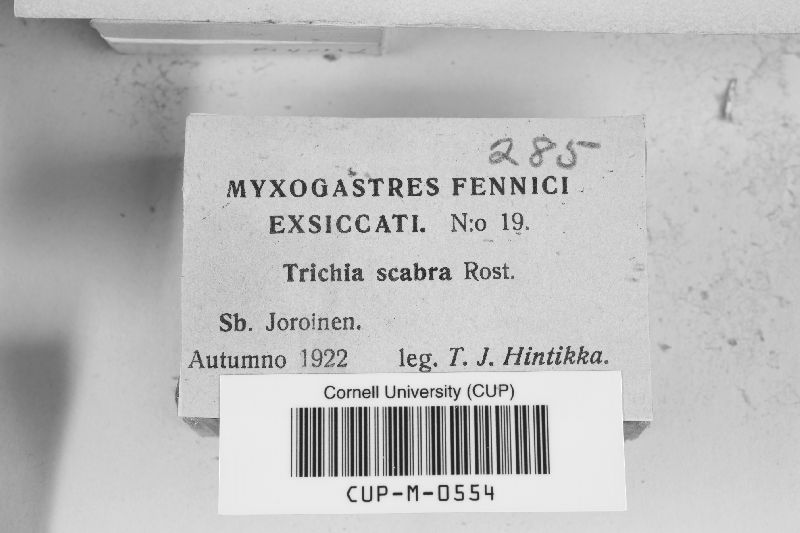 285
MYXOGASTRES FENNICI
EXSICCATI. N:o 19.
Trichia scabra Rost.
Sb. Joroinen.
Autumno 1922 leg. T. J. Hintikka.
Cornell University (CUP)
CUP-M-0554